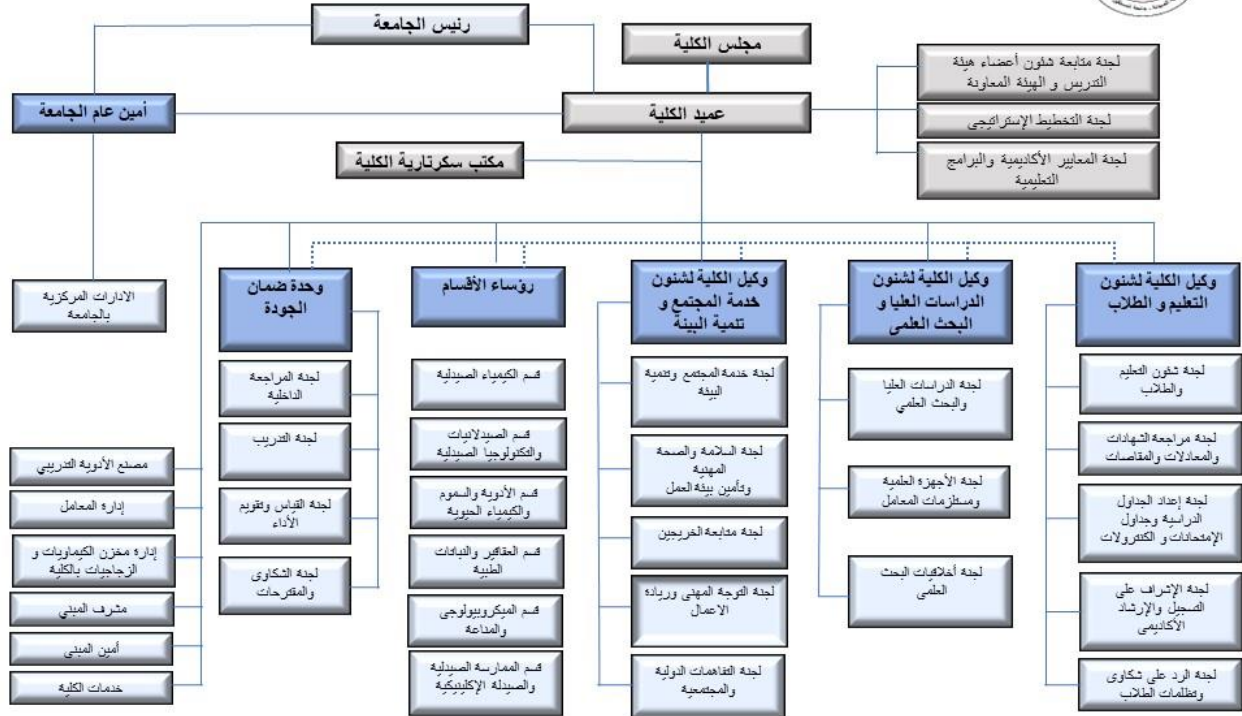 رئيس الجامعة
مجلس الكلية
لجنة متابعة شئون أعضاء هيئة
التدريس و الهيئة المعاونة
أمين عام الجامعة
عميد الكلية
لجنة التخطيط الإستراتيجى
مكتب سكرتارية الكلية
لجنة المعايير الأكاديمية والبرامج
التعليمية
وكيل الكلية لشئون
التعليم و الطلاب
لجنة شئون التعليم
والطلاب
لجنة مراجعة الشهادات
والمعادلات والمقاصات
لجنة إعداد الجداول
الدراسية وجداول
الإمتحانات و الكنترولات
لجنة الإشراف على
التسجيل والإرشاد
الأكاديمى
لجنة الرد على شكاوى
وتظلمات الطلاب
وكيل الكلية لشئون
الدراسات العليا و
البحث العلمى
لجنة الدراسات العليا
والبحث العلمي
لجنة الأجهزة العلمية
ومستلزمات المعامل
لجنة أخلاقيات البحث
العلمى
وكيل الكلية لشئون
خدمة المجتمع و
تنمية البيئة
لجنة خدمة المجتمع وتنمية
البيئة
لجنة السلامة والصحة
المهنية
وتأمين بيئة العمل
لجنة متابعة الخريجين
لجنة التوجة المهنى وريادة
الاعمال
لجنة التفاهمات الدولية
والمجتمعية
رؤساء الأقسام
قسم الكيمياء الصيدلية
قسم الصيدلانيات
والتكنولوجيا الصيدلية
قسم الأدوية والسموم
والكيمياء الحيوية
قسم العقاقير والنباتات
الطبية
قسم الميكروبيولوجى
والمناعة
قسم الممارسة الصيدلية
والصيدلة الإكلينيكية
وحدة ضمان
الجودة
لجنة المراجعة
الداخلية
لجنة التدريب
لجنة القياس وتقويم
الأداء
لجنة الشكاوى
والمقترحات
الادارات المركزية
بالجامعة
مصنع الأدوية التدريبي
إدارة المعامل
إدارة مخزن الكيماويات و
الزجاجيات بالكلية
مشرف المبني
أمين المبنى
خدمات الكلية